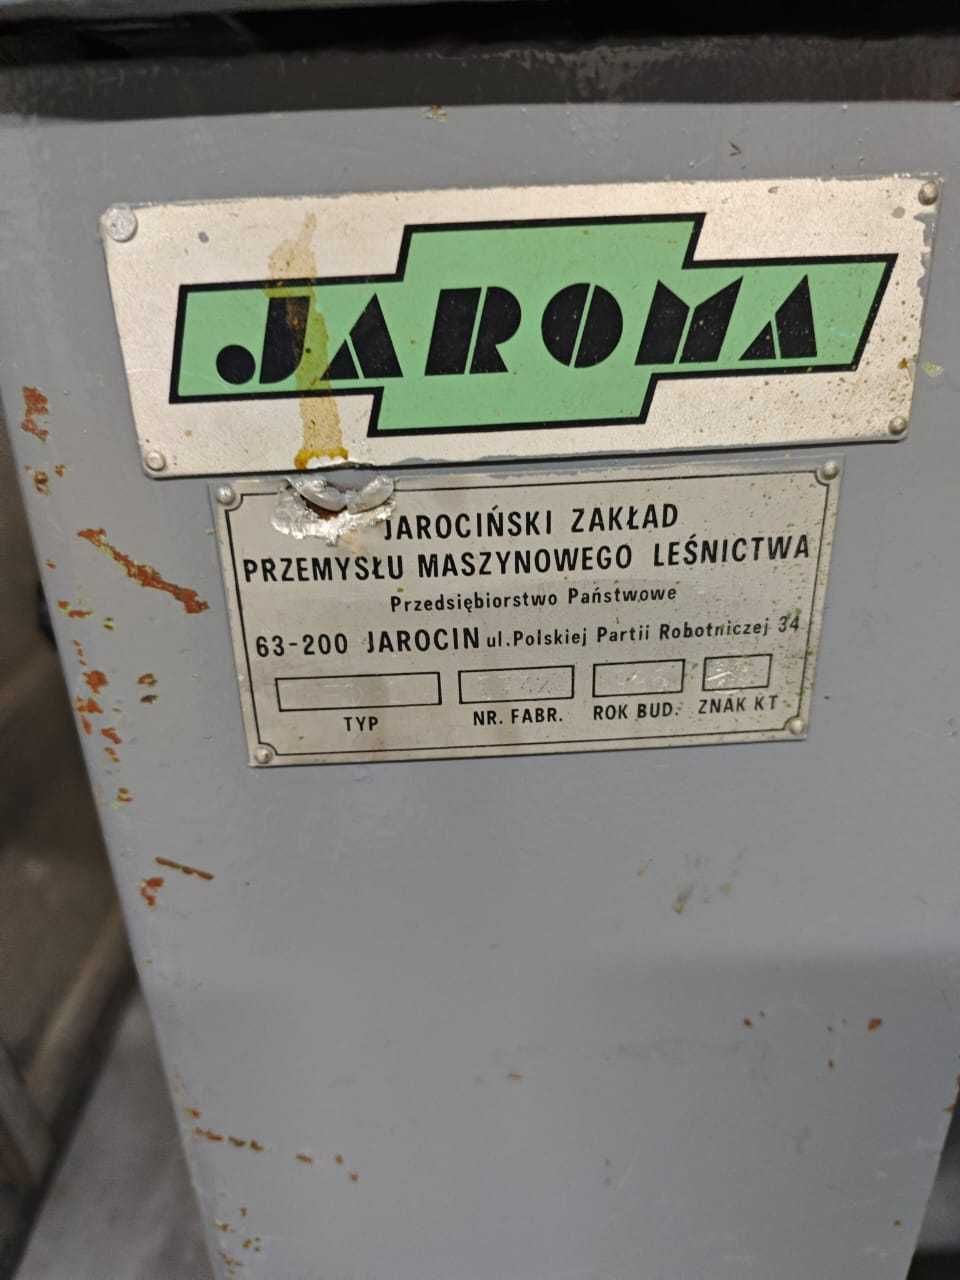 JAROMA
JAROCIŃSKI ZAKŁAD
PRZEMYSŁU MASZYNOWEGO LEŚNICTWA
Przedsiębiorstwo Państwowe
63-200 JAROCIN ul. Polskiej Partii Robotniczej 34
TYP NR. FABR. ROK BUD. ZNAK KT